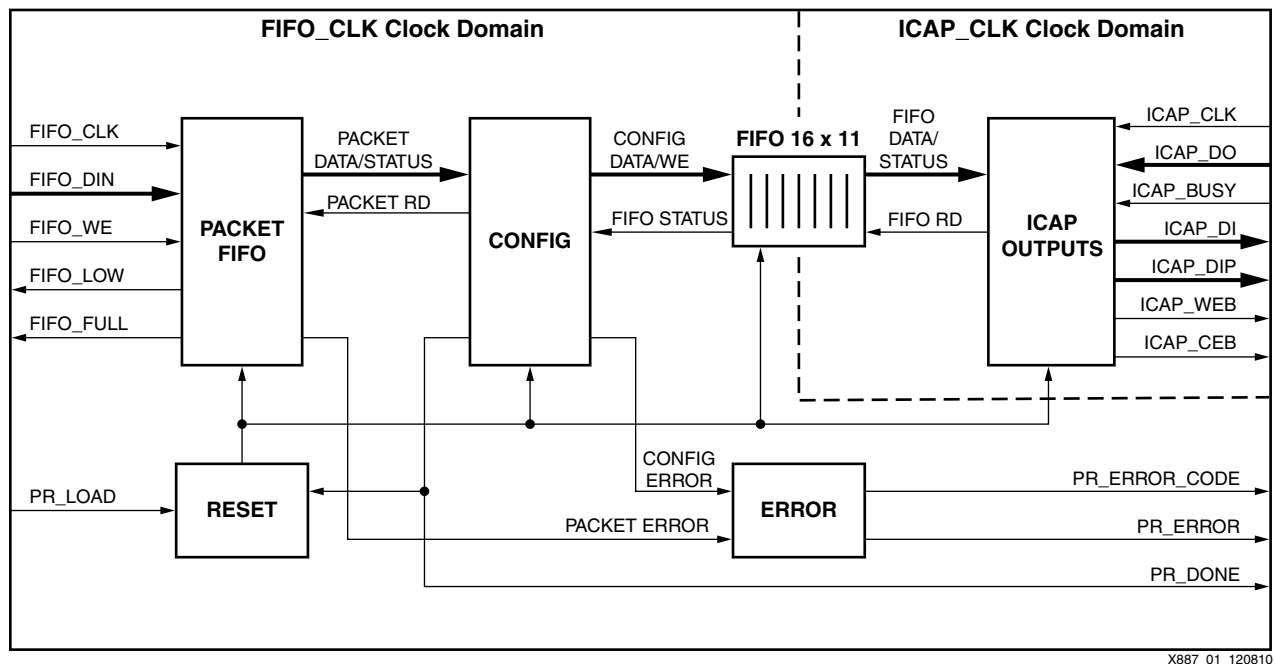 FIFO_CLK Clock Domain
ICAP_CLK Clock Domain
FIFO_CLK
FIFO_DIN
FIFO_WE
FIFO_LOW
FIFO_FULL
PACKET
FIFO
PACKET
DATA/STATUS
PACKET RD
CONFIG
CONFIG
DATA/WE
FIFO STATUS
FIFO 16 x 11
FIFO
DATA/
STATUS
FIFO RD
ICAP
OUTPUTS
ICAP_CLK
ICAP_DO
ICAP_BUSY
ICAP_DI
ICAP_DIP
ICAP_WEB
ICAP_CEB
PR_LOAD
RESET
CONFIG
ERROR
PACKET ERROR
ERROR
PR_ERROR_CODE
PR_ERROR
PR_DONE
X887_01_120810